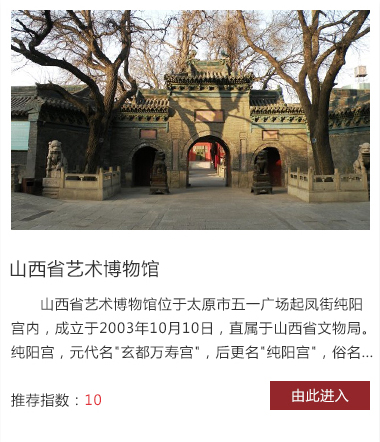 山西省艺术博物馆
山西省艺术博物馆位于太原市五一广场起凤街纯阳
宫内，成立于2003年10月10日，直属于山西省文物局。
纯阳宫，元代名"玄都万寿宫"，后更名"纯阳宫"，俗名...
推荐指数：10
由此进入